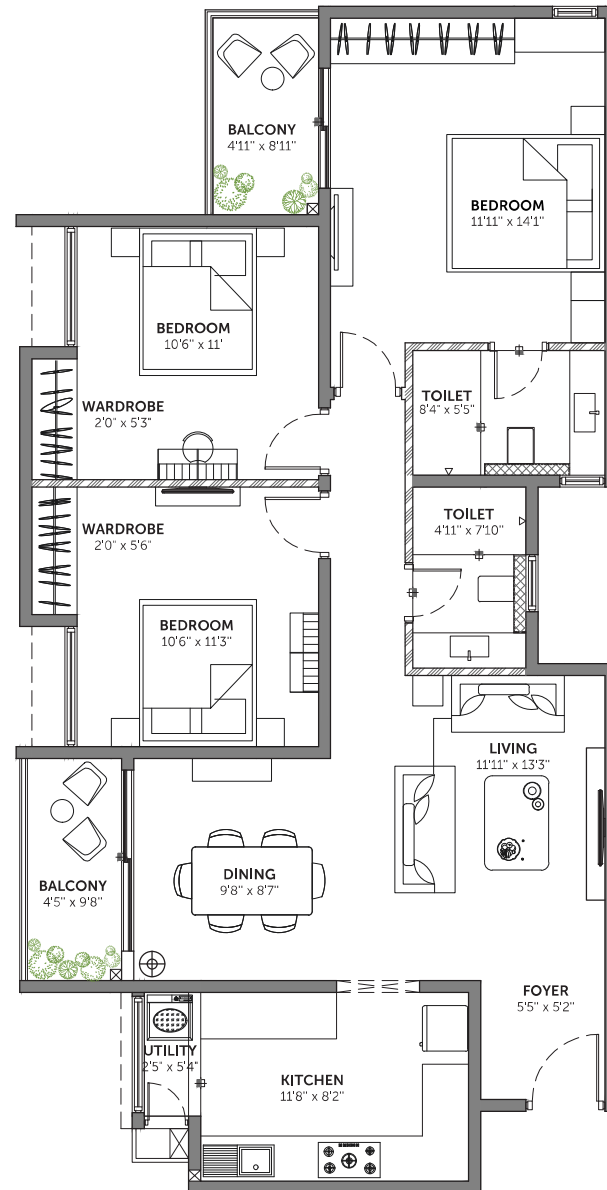 BALCONY
4'11" x 8'11"
BEDROOM
11'11" x 14'1"
BEDROOM
10'6" x 11'
WARDROBE
2'0" x 5'3"
TOILET
8'4" x 5'5"
WARDROBE
2'0" x 5'6"
TOILET
4'11" x 7'10"
BEDROOM
10'6" x 11'3"
LIVING
11'11" x 13'3"
DINING
9'8" x 8'7"
BALCONY
4'5" x 9'8"
FOYER
5'5" x 5'2"
UTILITY
2'5" x 5'4"
KITCHEN
11'8" x 8'2"